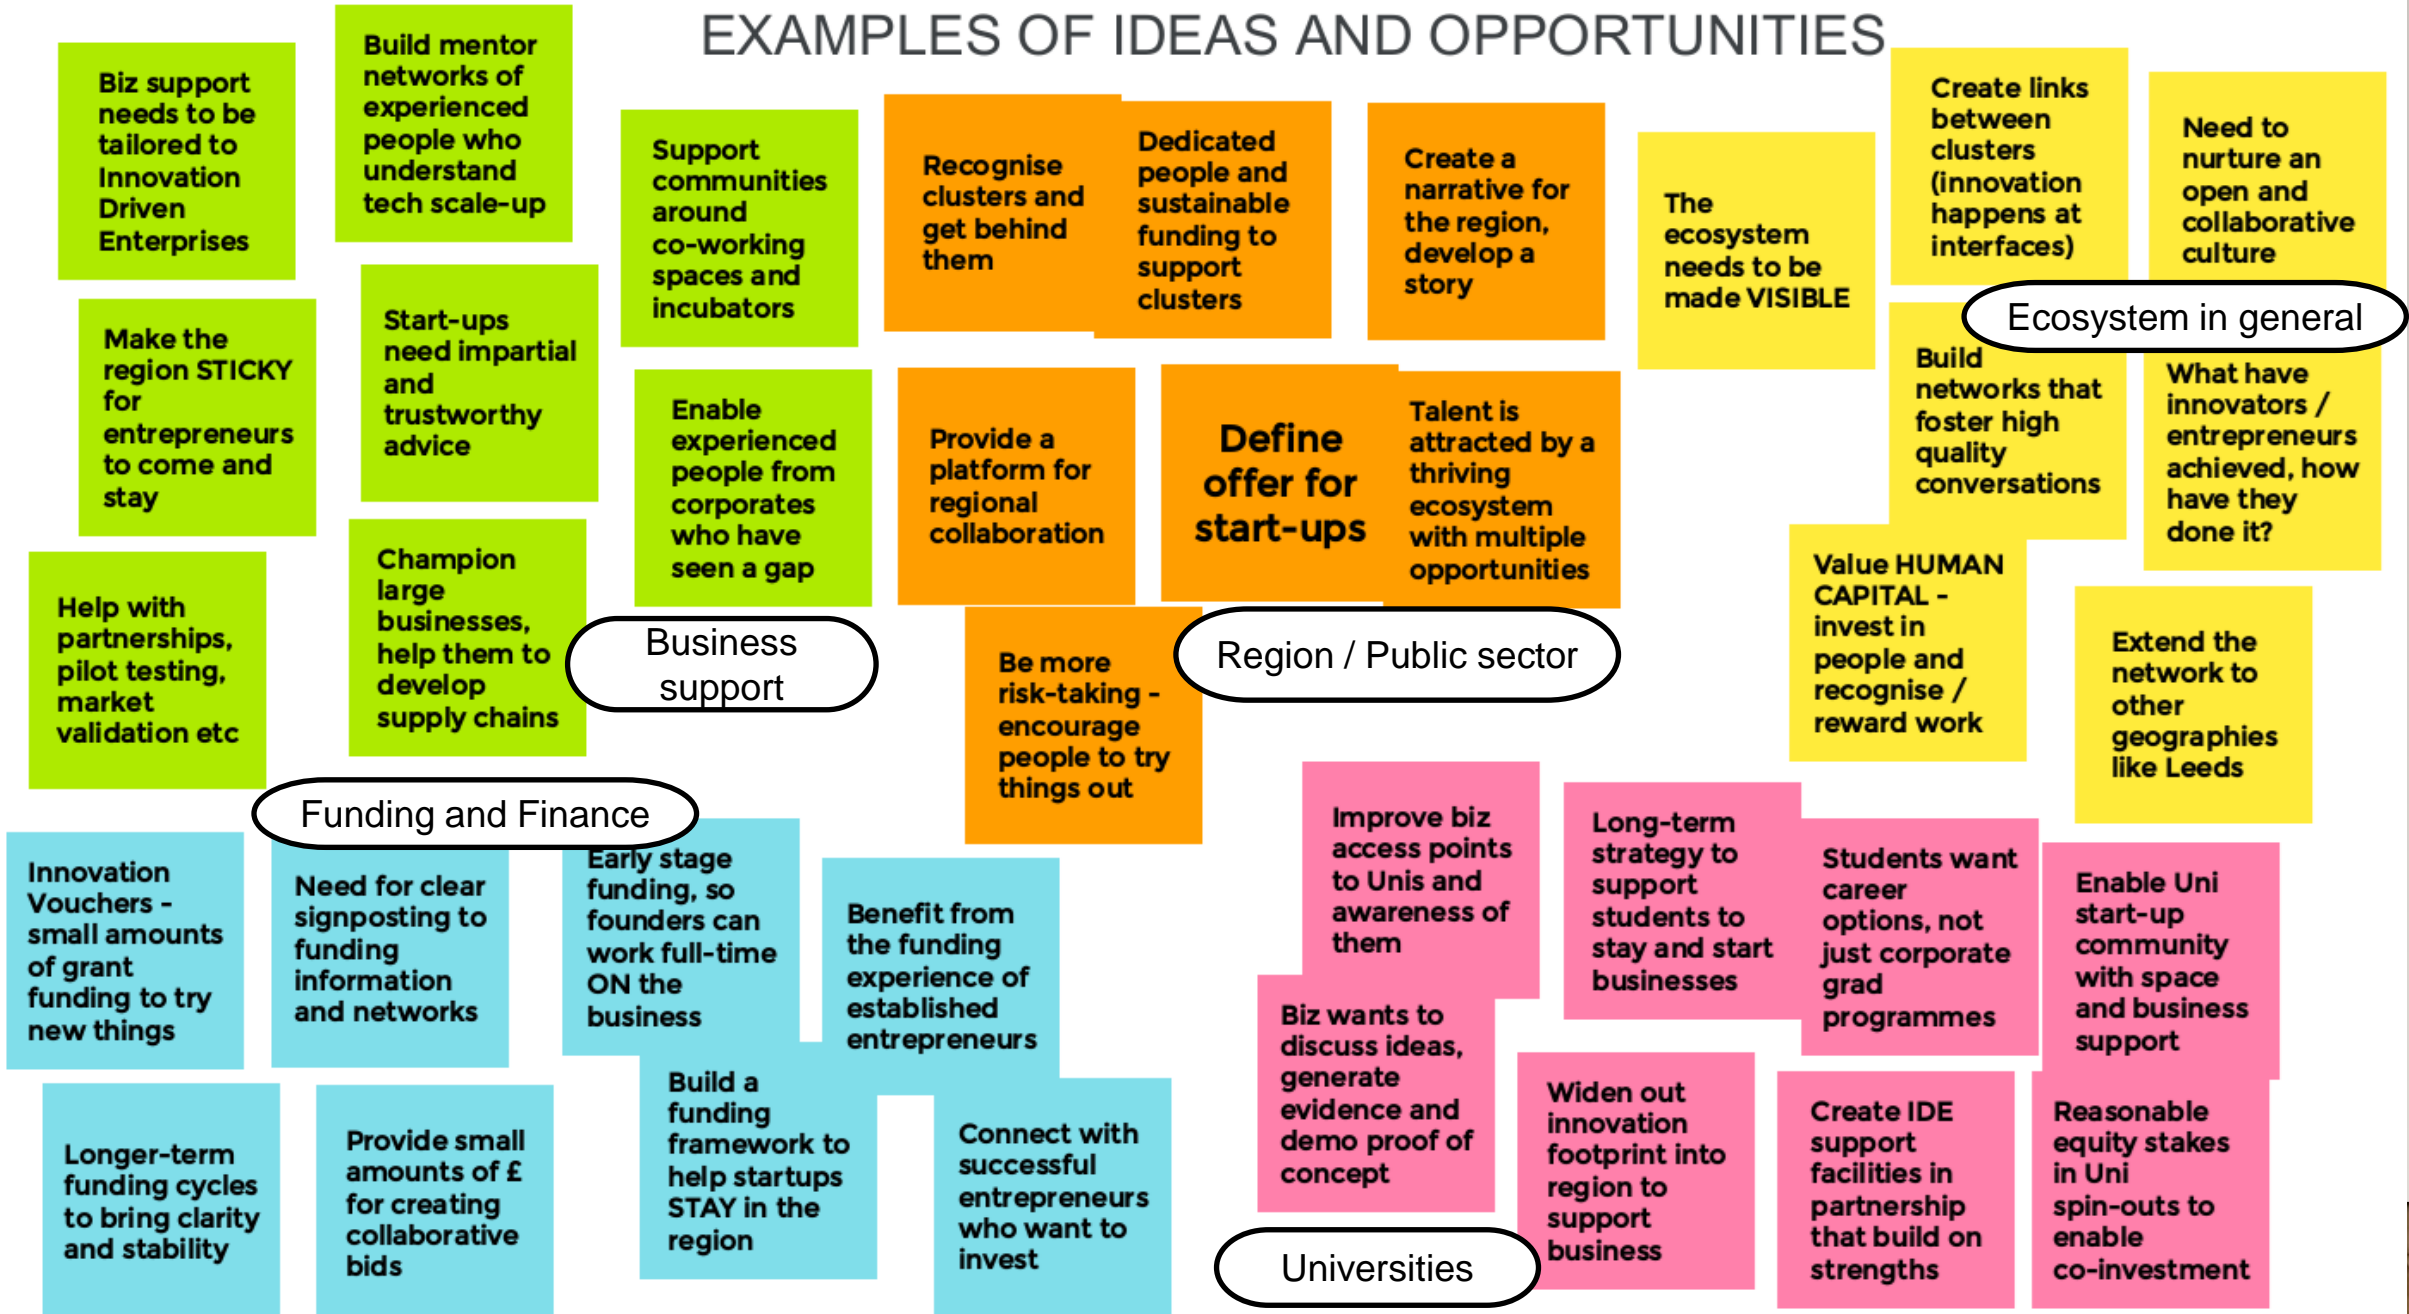 EXAMPLES OF IDEAS AND OPPORTUNITIES
Biz support
needs to be
tailored to
Innovation
Driven
Enterprises
Build mentor
networks of
experienced
people who
understand
tech scale-up
Support
communities
around
co-working
spaces and
incubators
Make the
region STICKY
for
entrepreneurs
to come and
stay
Start-ups
need impartial
and
trustworthy
advice
Enable
experienced
people from
corporates
who have
seen a gap
Help with
partnerships,
pilot testing,
market
validation etc
Champion
large
businesses,
help them to
develop
supply chains
Business
support
Recognise
clusters and
get behind
them
Dedicated
people and
sustainable
funding to
support
clusters
Create a
narrative for
the region,
develop a
story
Provide a
platform for
regional
collaboration
Define
offer for
start-ups
Talent is
attracted by a
thriving
ecosystem
with multiple
opportunities
Be more
risk-taking -
encourage
people to try
things out
Region / Public sector
The
ecosystem
needs to be
made VISIBLE
Create links
between
clusters
(innovation
happens at
interfaces)
Need to
nurture an
open and
collaborative
culture
Ecosystem in general
Build
networks that
foster high
quality
conversations
What have
innovators /
entrepreneurs
achieved, how
have they
done it?
Value HUMAN
CAPITAL -
invest in
people and
recognise /
reward work
Extend the
network to
other
geographies
like Leeds
Funding and Finance
Innovation
Vouchers -
small amounts
of grant
funding to try
new things
Need for clear
signposting to
funding
information
and networks
Early stage
funding, so
founders can
work full-time
ON the
business
Benefit from
the funding
experience of
established
entrepreneurs
Longer-term
funding cycles
to bring clarity
and stability
Provide small
amounts of £
for creating
collaborative
bids
Build a
funding
framework to
help startups
STAY in the
region
Connect with
successful
entrepreneurs
who want to
invest
Improve biz
access points
to Unis and
awareness of
them
Long-term
strategy to
support
students to
stay and start
businesses
Students want
career
options, not
just corporate
grad
programmes
Enable Uni
start-up
community
with space
and business
support
Biz wants to
discuss ideas,
generate
evidence and
demo proof of
concept
Widen out
innovation
footprint into
region to
support
business
Create IDE
support
facilities in
partnership
that build on
strengths
Reasonable
equity stakes
in Uni
spin-outs to
enable
co-investment
Universities